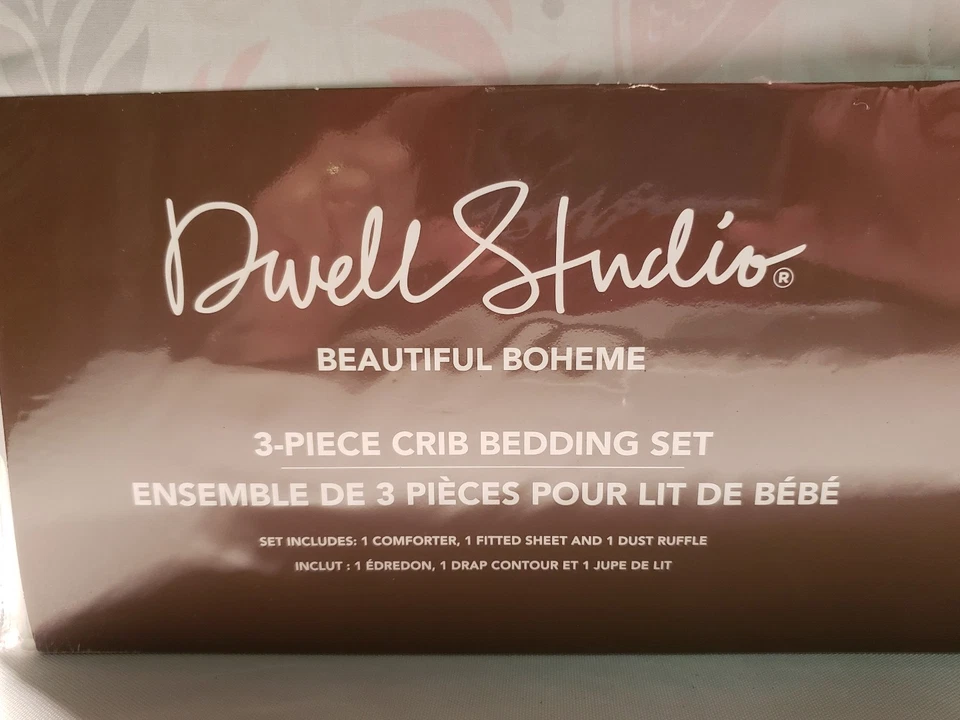 DwellStudio®
BEAUTIFUL BOHEME
3-PIECE CRIB BEDDING SET
ENSEMBLE DE 3 PIÈCES POUR LIT DE BÉBÉ
SET INCLUDES: 1 COMFORTER, 1 FITTED SHEET AND 1 DUST RUFFLE
INCLUT : 1 ÉDREDON, 1 DRAP CONTOUR ET 1 JUPE DE LIT